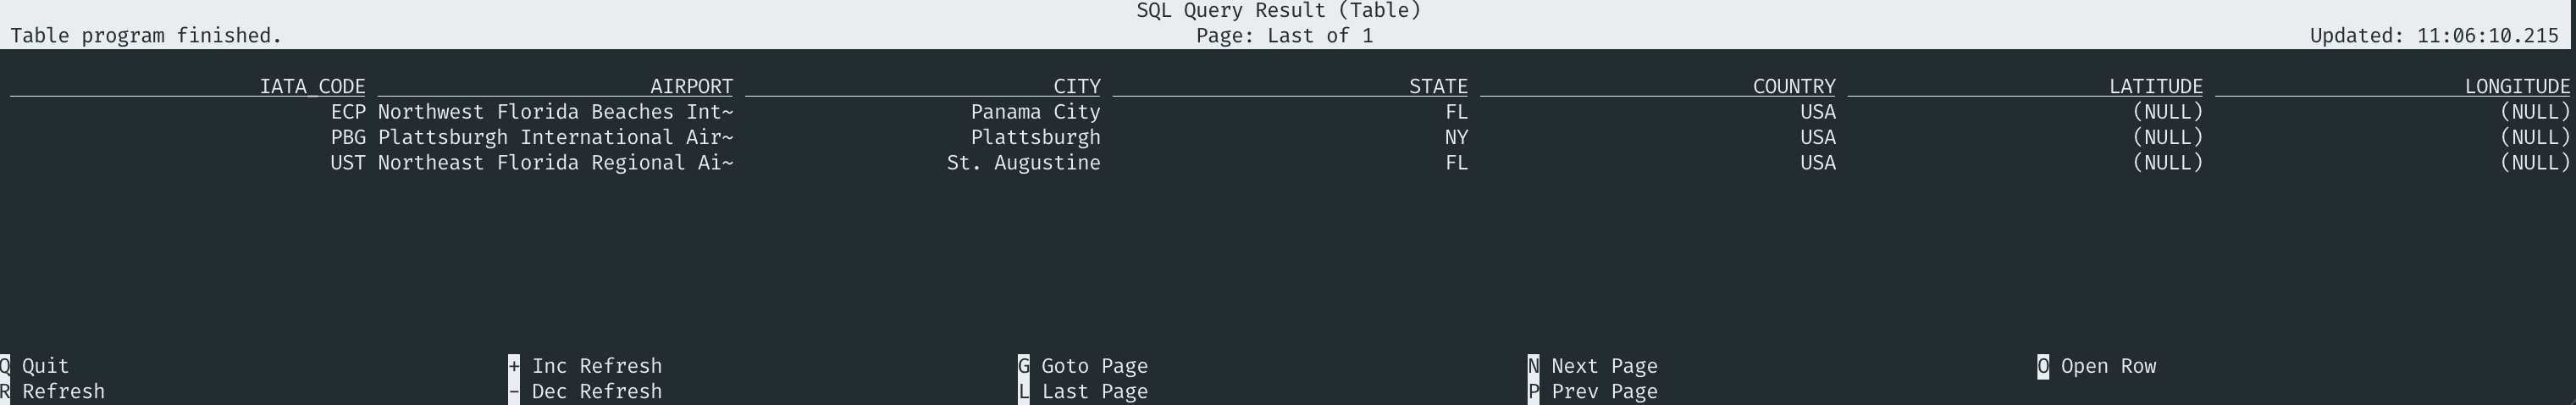 SQL Query Result (Table)
Table program finished. Page: Last of 1 Updated: 11:06:10.215
IATA_CODE AIRPORT CITY STATE COUNTRY LATITUDE LONGITUDE
ECP Northwest Florida Beaches Int~ Panama City FL USA (NULL) (NULL)
PBG Plattsburgh International Air~ Plattsburgh NY USA (NULL) (NULL)
UST Northeast Florida Regional Ai~ St. Augustine FL USA (NULL) (NULL)
Q Quit + Inc Refresh G Goto Page N Next Page O Open Row
R Refresh - Dec Refresh L Last Page P Prev Page